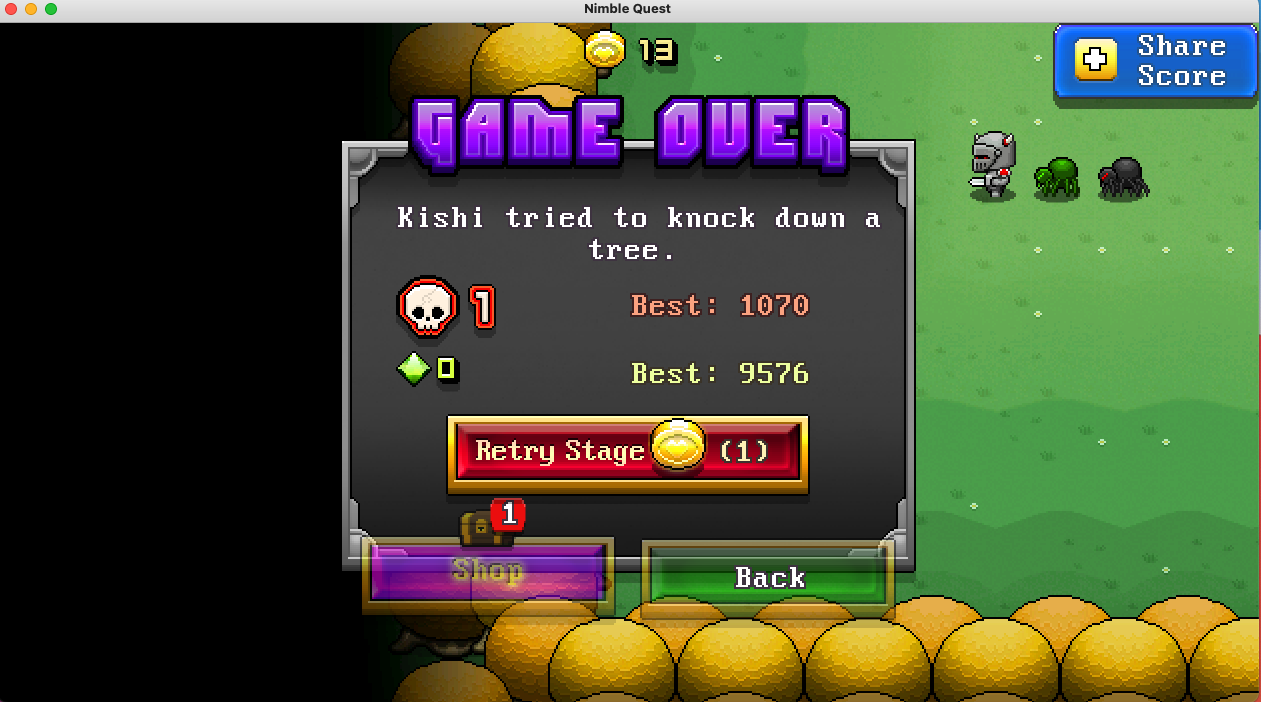 Nimble Quest
13
Share
Score
GAME OVER
Kishi tried to knock down a
tree.
1
Best: 1070
0
Best: 9576
Retry Stage (1)
1
Shop
Back